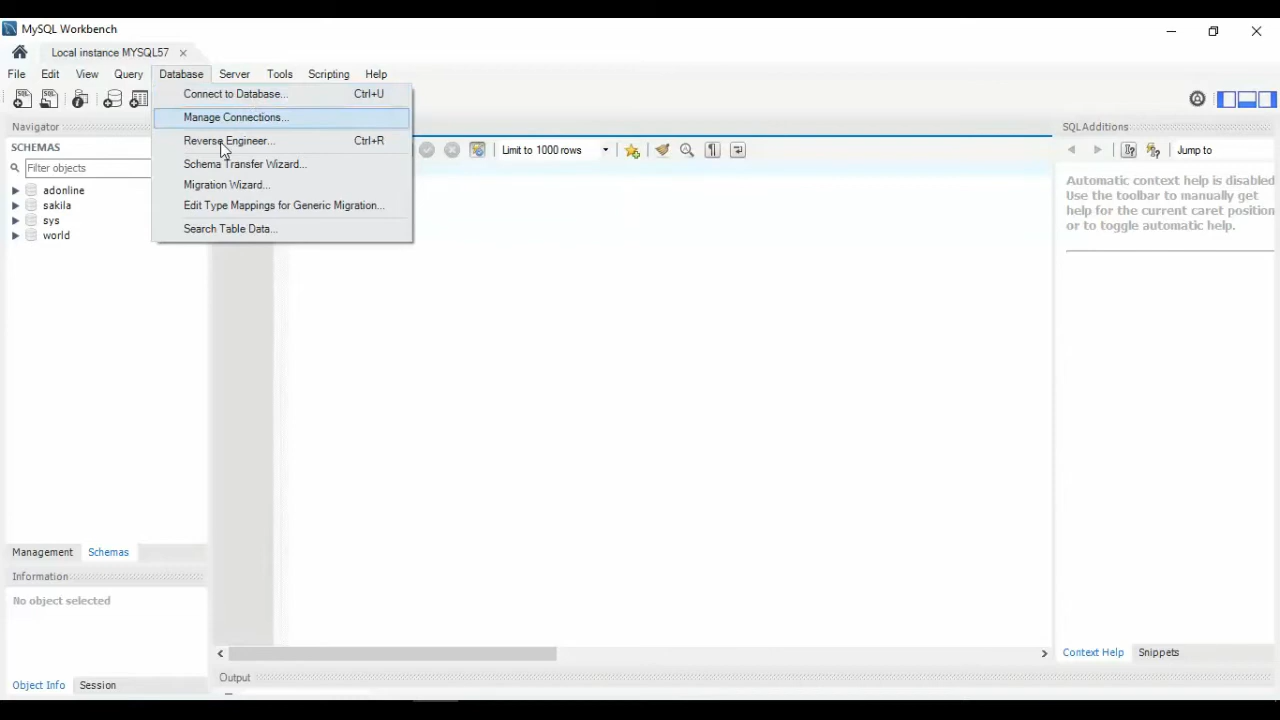 MySQL Workbench
Local instance MYSQL57
File Edit View Query Database Server Tools Scripting Help
Connect to Database... Ctrl+U
Manage Connections...
Reverse Engineer... Ctrl+R
Schema Transfer Wizard...
Migration Wizard...
Edit Type Mappings for Generic Migration...
Search Table Data...
Navigator
SCHEMAS
Filter objects
adonline
sakila
sys
world
Limit to 1000 rows
SQLAdditions
Jump to
Automatic context help is disabled
Use the toolbar to manually get
help for the current caret position
or to toggle automatic help.
Management Schemas
Information
No object selected
Object Info Session
Context Help Snippets
Output